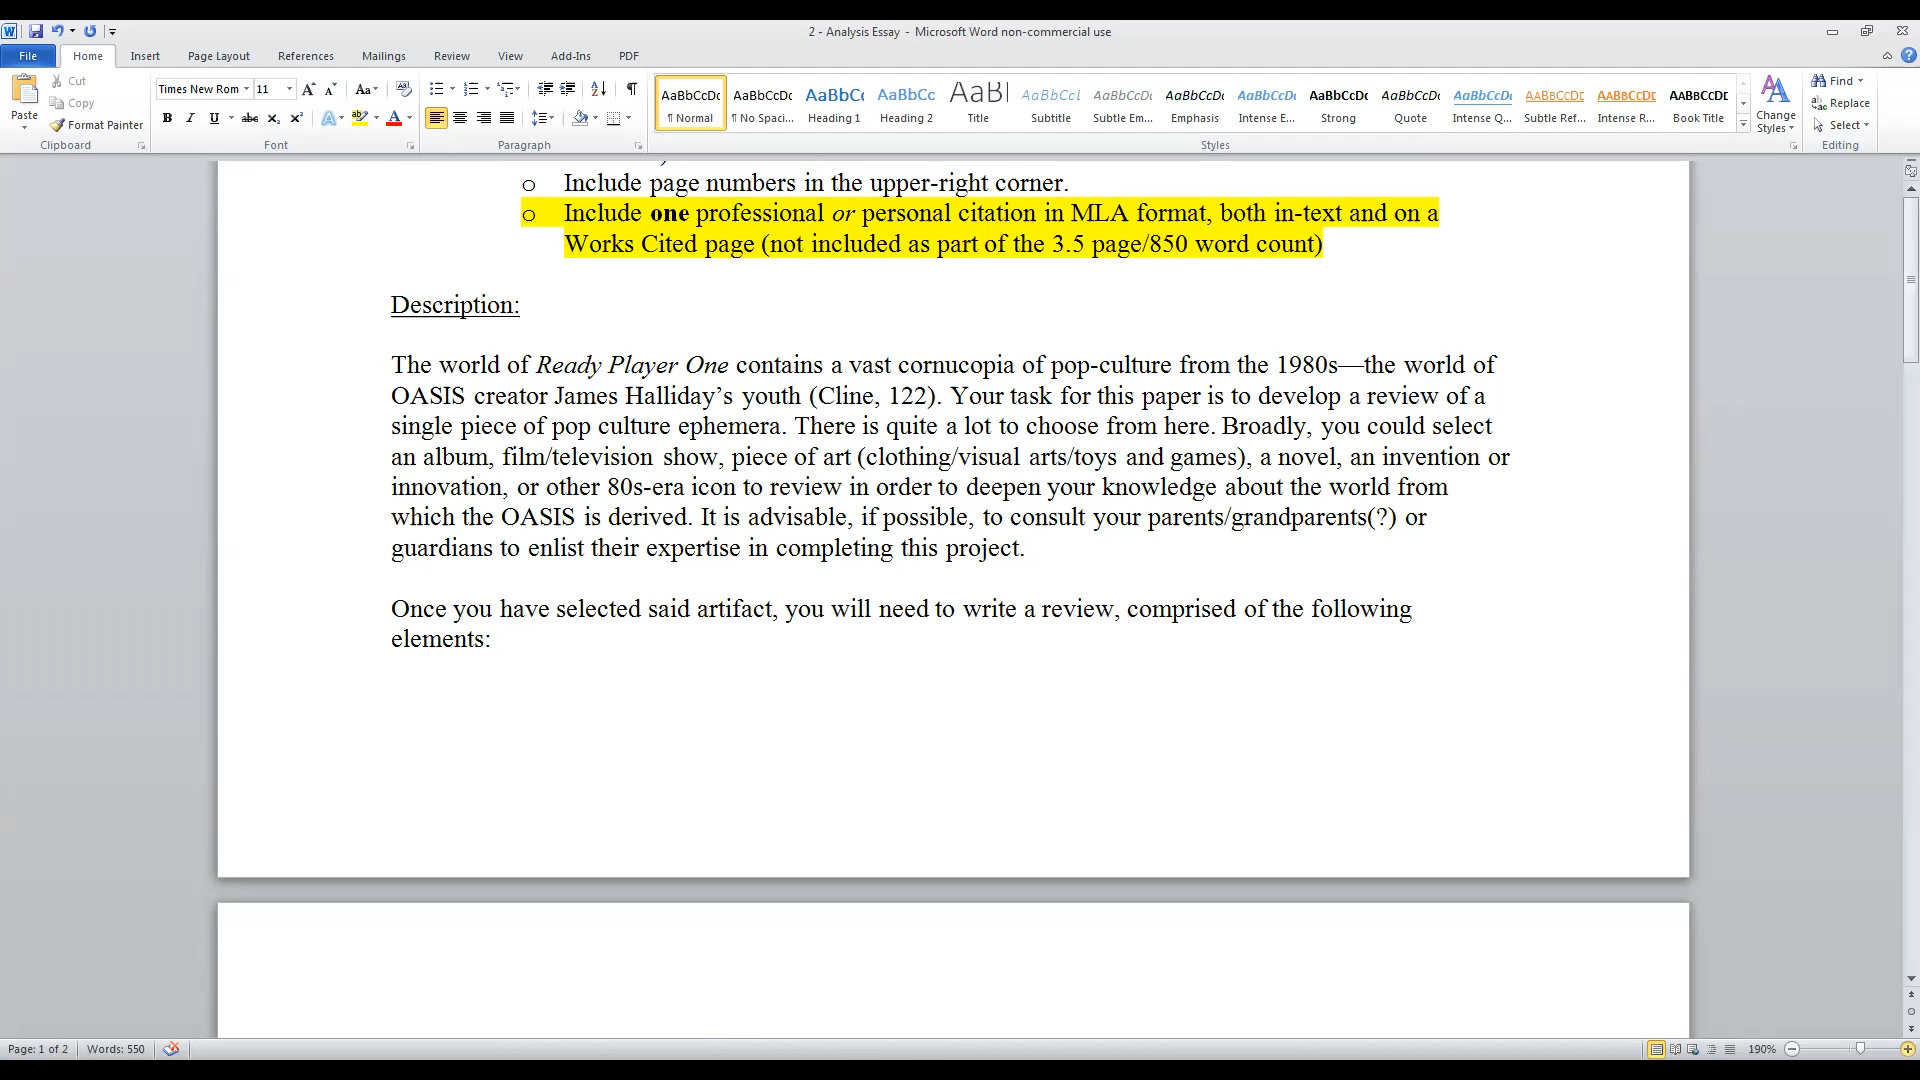 2 - Analysis Essay - Microsoft Word non-commercial use
File Home Insert Page Layout References Mailings Review View Add-Ins PDF
Paste
Cut
Copy
Format Painter
Clipboard
Times New Rom 11
Font
Paragraph
AaBbCcDc AaBbCcDc AaBbC AaBbCc AaB AaBbCcL AaBbCcDc AaBbCcDc AaBbCcDc AaBbCcDc AaBbCcDc AaBbCcDc AABBCCDD AABBCCDD AABBCCDD
¶ Normal ¶ No Spaci... Heading 1 Heading 2 Title Subtitle Subtle Em... Emphasis Intense E... Strong Quote Intense Q... Subtle Ref... Intense R... Book Title
Styles
Change Styles
Find
Replace
Select
Editing
o Include page numbers in the upper-right corner.
o Include one professional or personal citation in MLA format, both in-text and on a
Works Cited page (not included as part of the 3.5 page/850 word count)
Description:
The world of Ready Player One contains a vast cornucopia of pop-culture from the 1980s—the world of
OASIS creator James Halliday’s youth (Cline, 122). Your task for this paper is to develop a review of a
single piece of pop culture ephemera. There is quite a lot to choose from here. Broadly, you could select
an album, film/television show, piece of art (clothing/visual arts/toys and games), a novel, an invention or
innovation, or other 80s-era icon to review in order to deepen your knowledge about the world from
which the OASIS is derived. It is advisable, if possible, to consult your parents/grandparents(?) or
guardians to enlist their expertise in completing this project.
Once you have selected said artifact, you will need to write a review, comprised of the following
elements:
Page: 1 of 2 Words: 550 190%